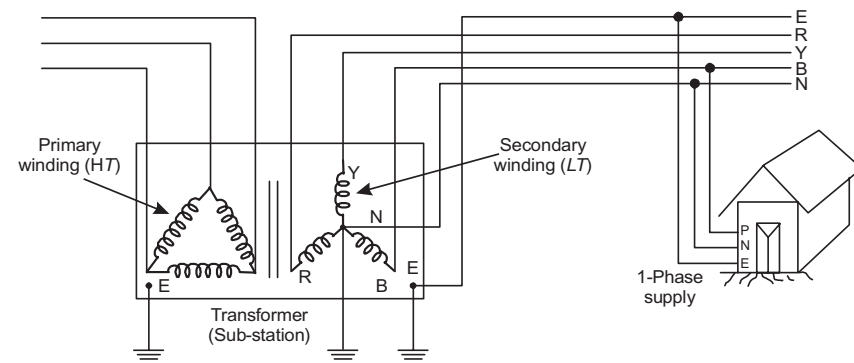 E
R
Y
B
N
Primary
winding (HT)
Secondary
winding (LT)
Y
N
R
B
E
E
Transformer
(Sub-station)
P
N
E
1-Phase
supply